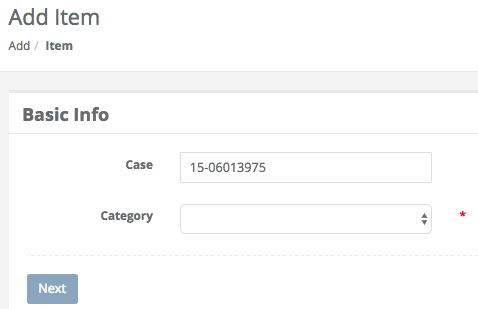 Add Item
Add / Item
Basic Info
Case 15-06013975
Category *
Next